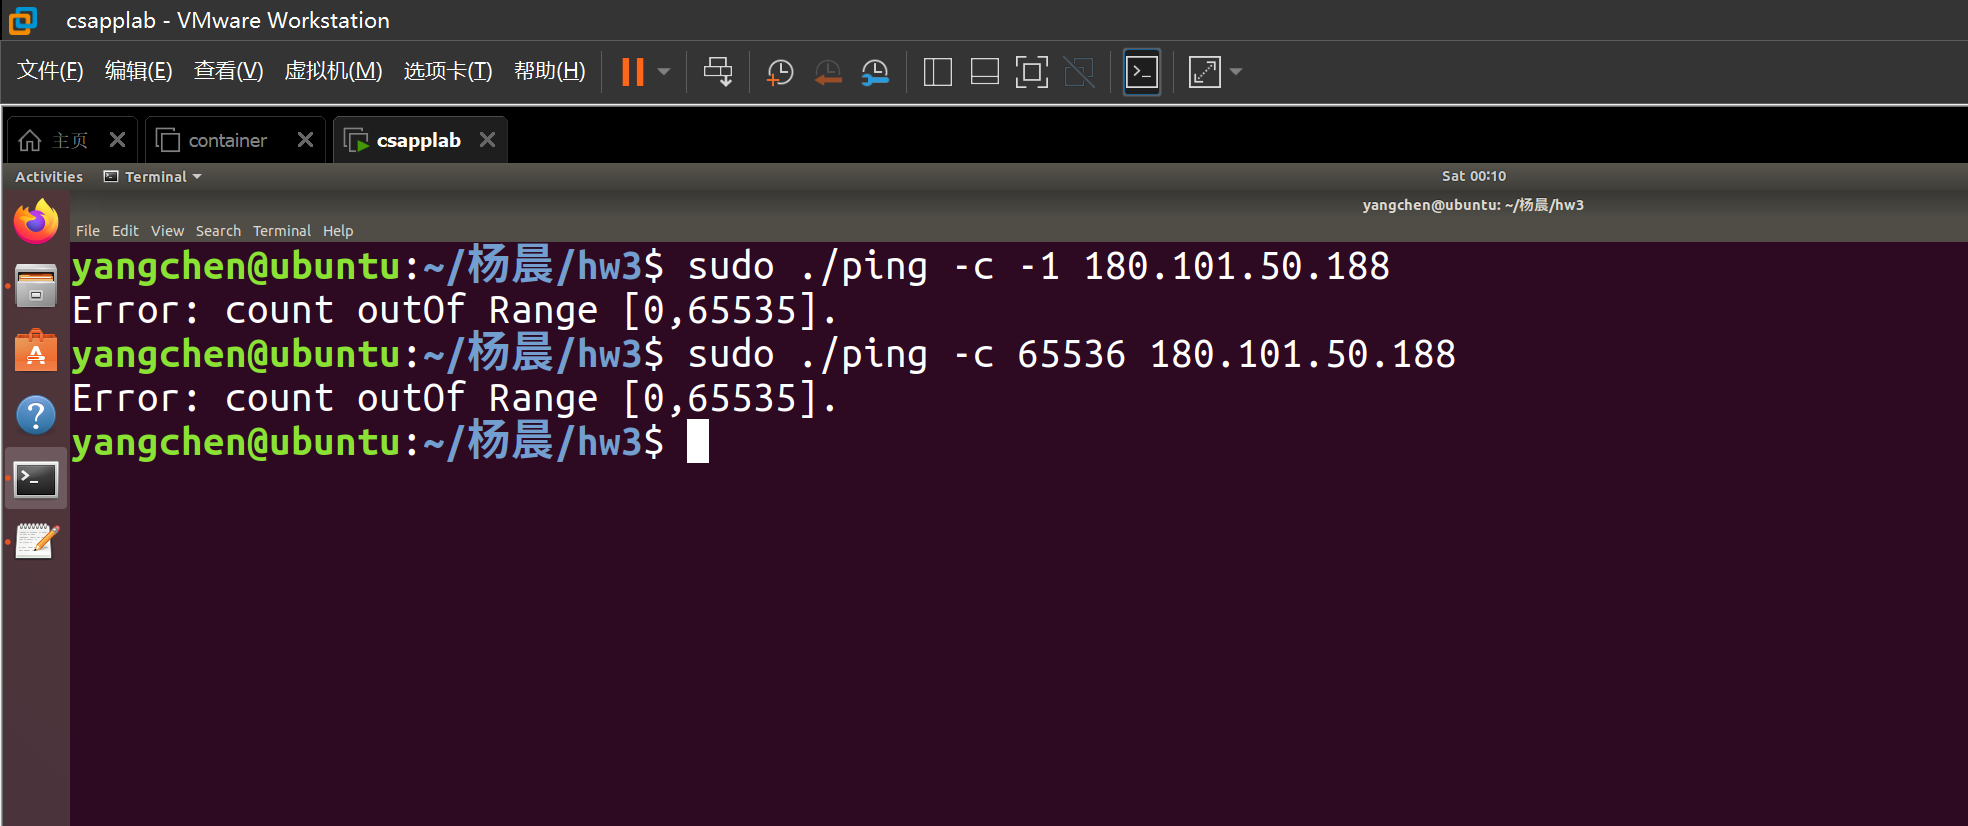 csapplab - VMware Workstation
文件(F) 编辑(E) 查看(V) 虚拟机(M) 选项卡(T) 帮助(H)
主页 container csapplab
Activities Terminal Sat 00:10
yangchen@ubuntu: ~/杨晨/hw3
File Edit View Search Terminal Help
yangchen@ubuntu:~/杨晨/hw3$ sudo ./ping -c -1 180.101.50.188
Error: count outOf Range [0,65535].
yangchen@ubuntu:~/杨晨/hw3$ sudo ./ping -c 65536 180.101.50.188
Error: count outOf Range [0,65535].
yangchen@ubuntu:~/杨晨/hw3$